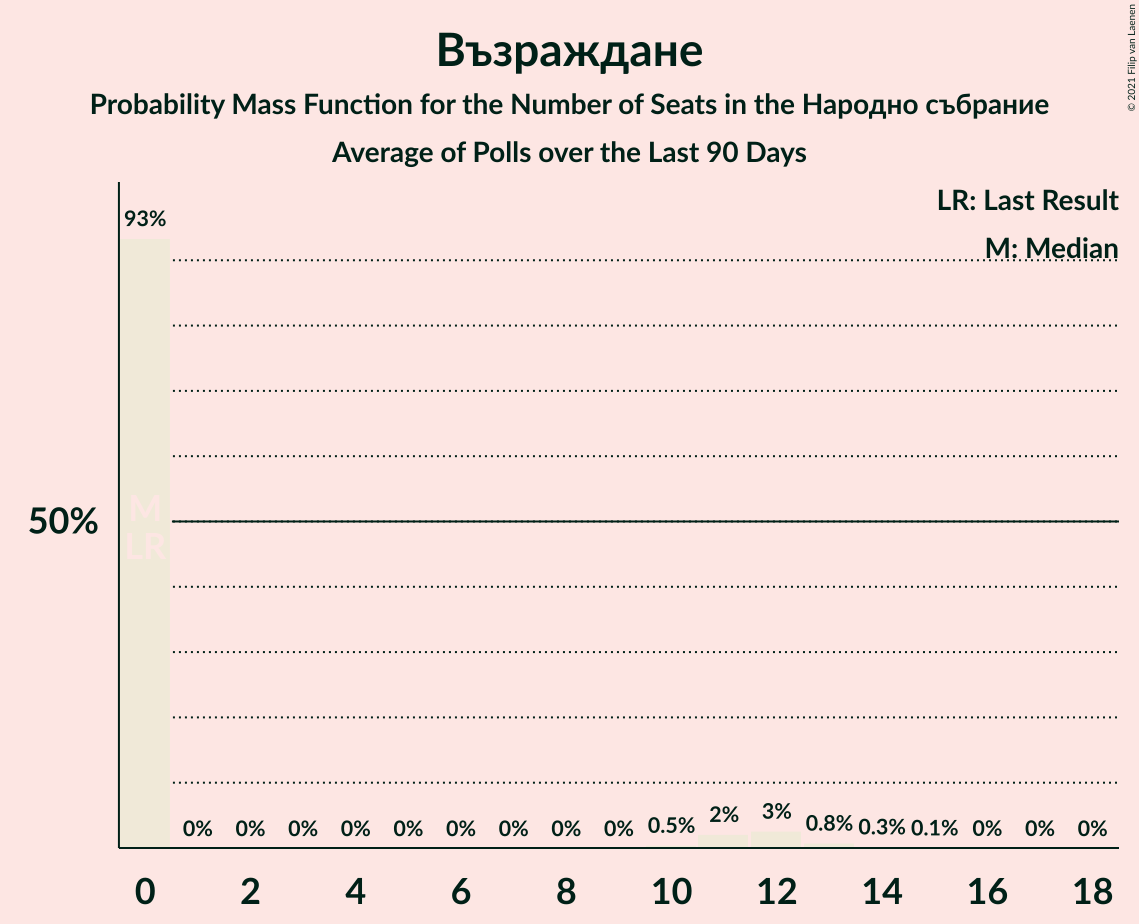 Възраждане
Probability Mass Function for the Number of Seats in the Народно събрание
Average of Polls over the Last 90 Days
© 2021 Filip van Laenen
LR: Last Result
M: Median
93%
50%
M
LR
0% 0% 0% 0% 0% 0% 0% 0% 0% 0.5% 2% 3% 0.8% 0.3% 0.1% 0% 0% 0%
0 2 4 6 8 10 12 14 16 18